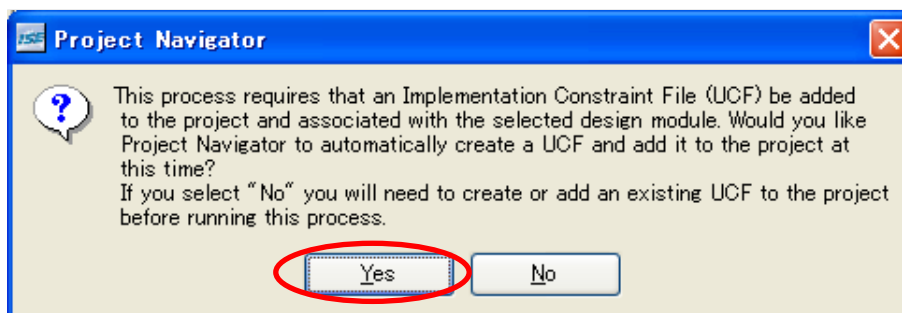 ISE Project Navigator
This process requires that an Implementation Constraint File (UCF) be added
to the project and associated with the selected design module. Would you like
Project Navigator to automatically create a UCF and add it to the project at
this time?
If you select "No" you will need to create or add an existing UCF to the project
before running this process.
Yes No